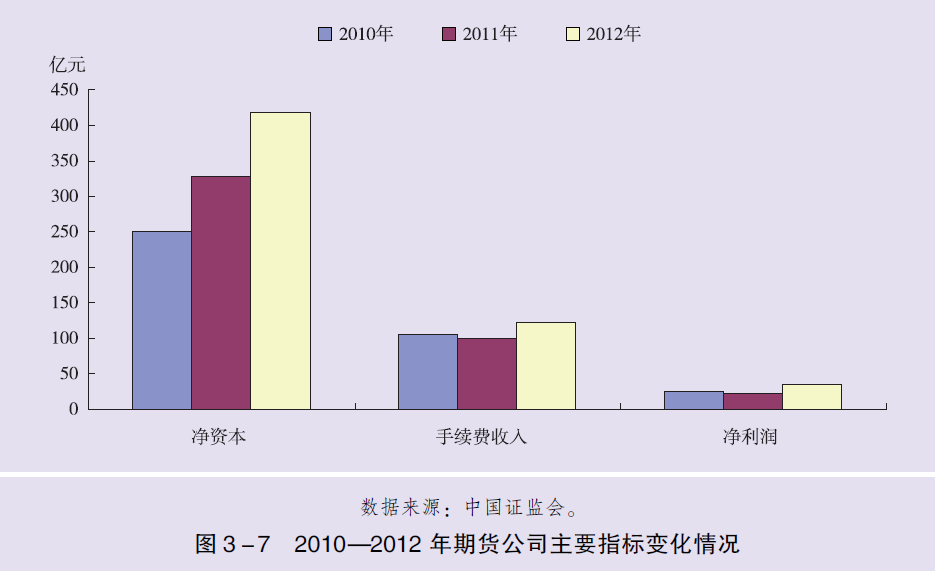 2010年 2011年 2012年
亿元
450
400
350
300
250
200
150
100
50
0
净资本 手续费收入 净利润
数据来源：中国证监会。
图 3－7 2010—2012 年期货公司主要指标变化情况